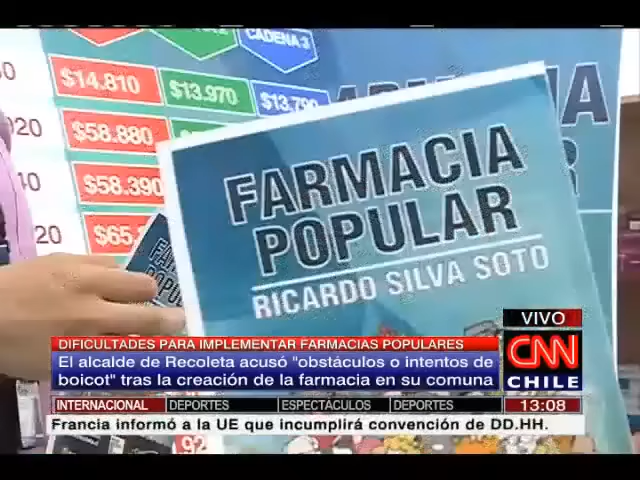 CADENA 3
$14.810
$13.970
$13.790
020
$58.880
$58.390
20
FARMACIA
POPULAR
RICARDO SILVA SOTO
VIVO
DIFICULTADES PARA IMPLEMENTAR FARMACIAS POPULARES
El alcalde de Recoleta acusó "obstáculos o intentos de
boicot" tras la creación de la farmacia en su comuna
CNN
CHILE
INTERNACIONAL
DEPORTES
ESPECTÁCULOS
DEPORTES
13:08
Francia informó a la UE que incumplirá convención de DD.HH.
92